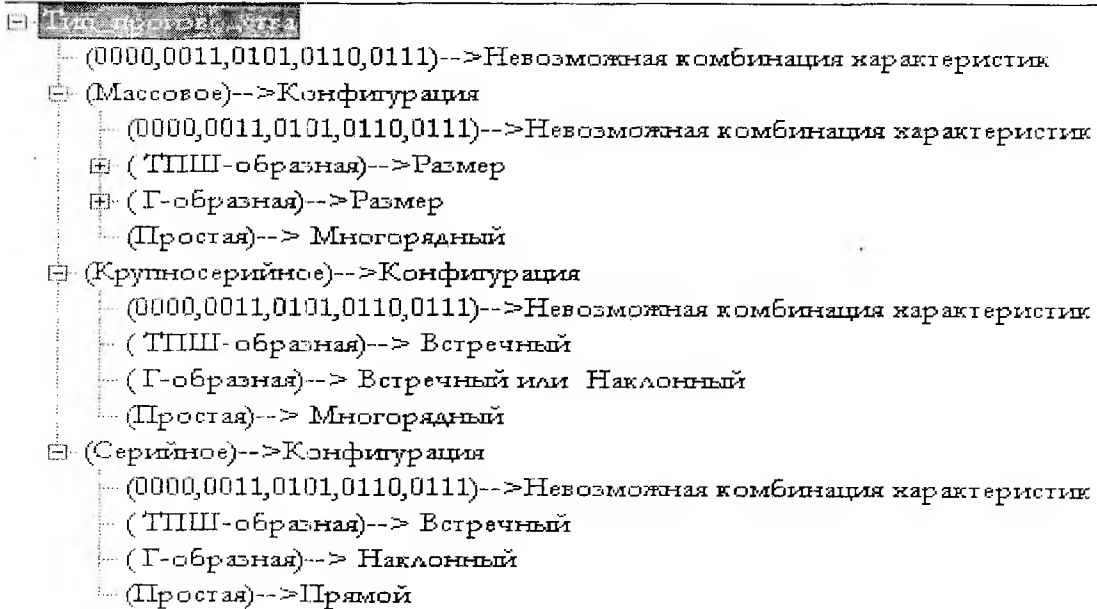 Тип производства
(0000,0011,0101,0110,0111)-->Невозможная комбинация характеристик
(Массовое)-->Конфигурация
(0000,0011,0101,0110,0111)-->Невозможная комбинация характеристик
( ТПШ-образная)-->Размер
( Г-образная)-->Размер
(Простая)--> Многорядный
(Крупносерийное)-->Конфигурация
(0000,0011,0101,0110,0111)-->Невозможная комбинация характеристик
( ТПШ-образная)--> Встречный
( Г-образная)--> Встречный или Наклонный
(Простая)--> Многорядный
(Серийное)-->Конфигурация
(0000,0011,0101,0110,0111)-->Невозможная комбинация характеристик
( ТПШ-образная)--> Встречный
( Г-образная)--> Наклонный
(Простая)-->Прямой